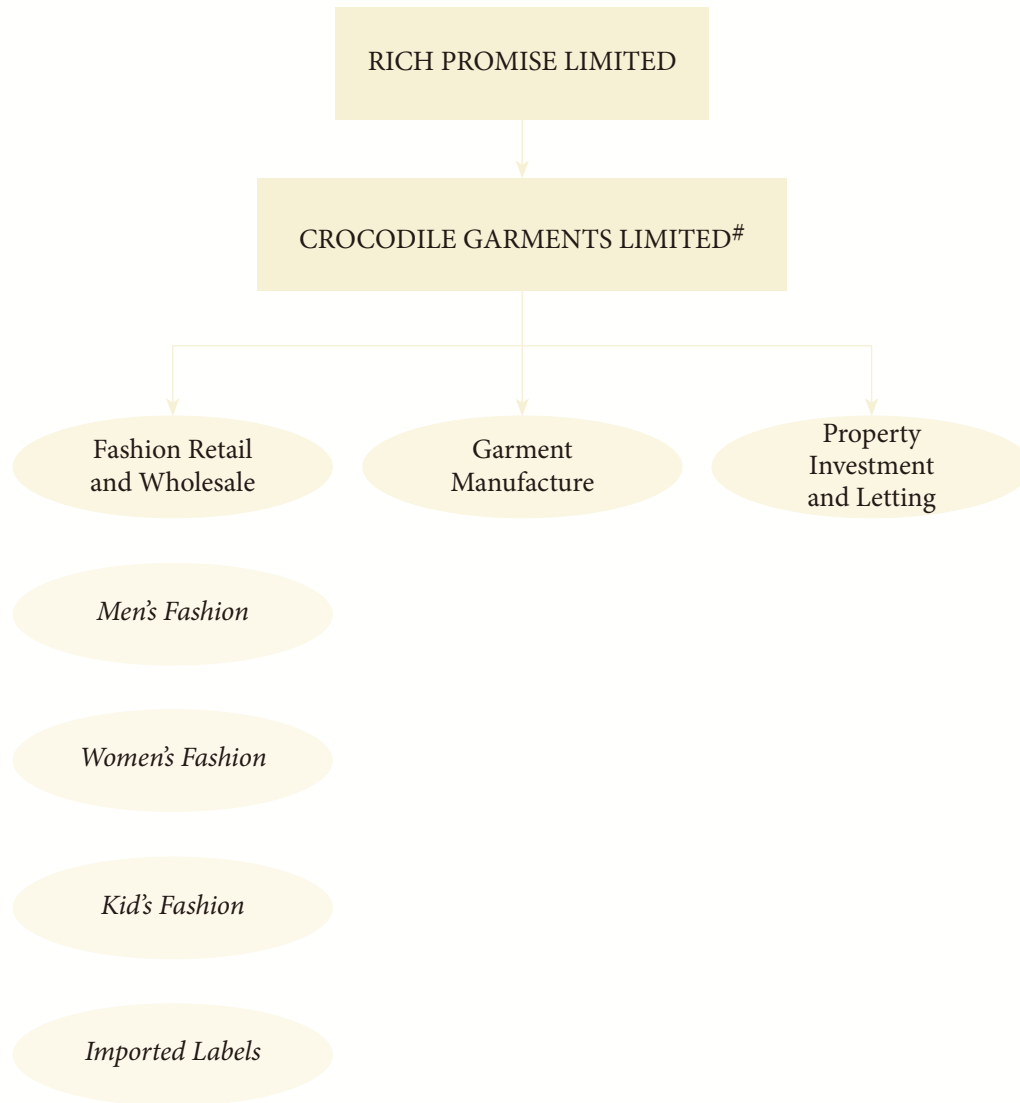 RICH PROMISE LIMITED
CROCODILE GARMENTS LIMITED#
Fashion Retail
and Wholesale
Garment
Manufacture
Property
Investment
and Letting
Men's Fashion
Women's Fashion
Kid's Fashion
Imported Labels